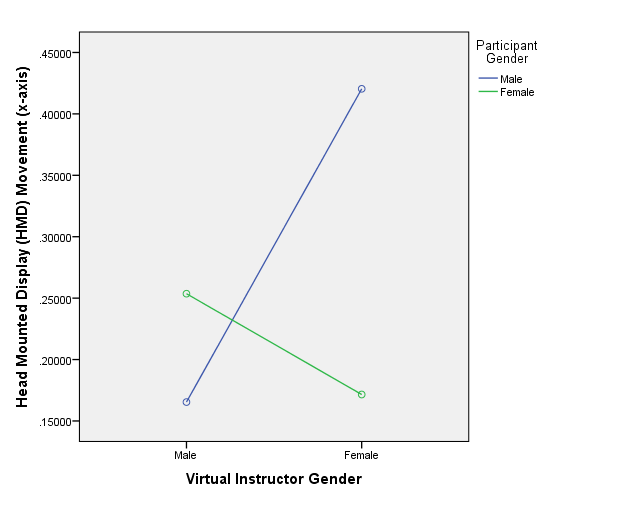 Head Mounted Display (HMD) Movement (x-axis)
.45000
.40000
.35000
.30000
.25000
.20000
.15000
Male
Female
Virtual Instructor Gender
Participant
Gender
Male
Female